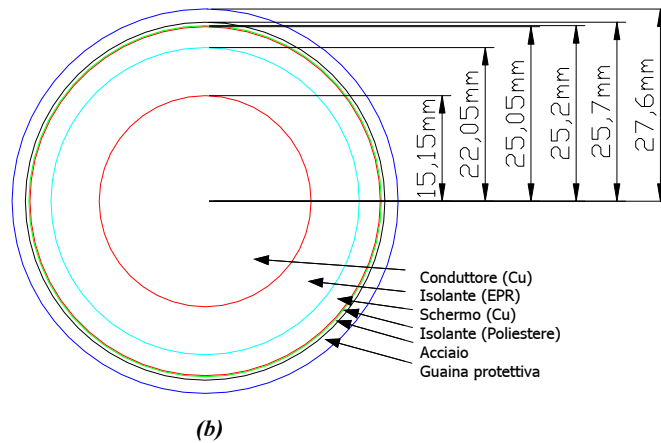 15,15mm
22,05mm
25,05mm
25,2mm
25,7mm
27,6mm
Conduttore (Cu)
Isolante (EPR)
Schermo (Cu)
Isolante (Poliestere)
Acciaio
Guaina protettiva
(b)